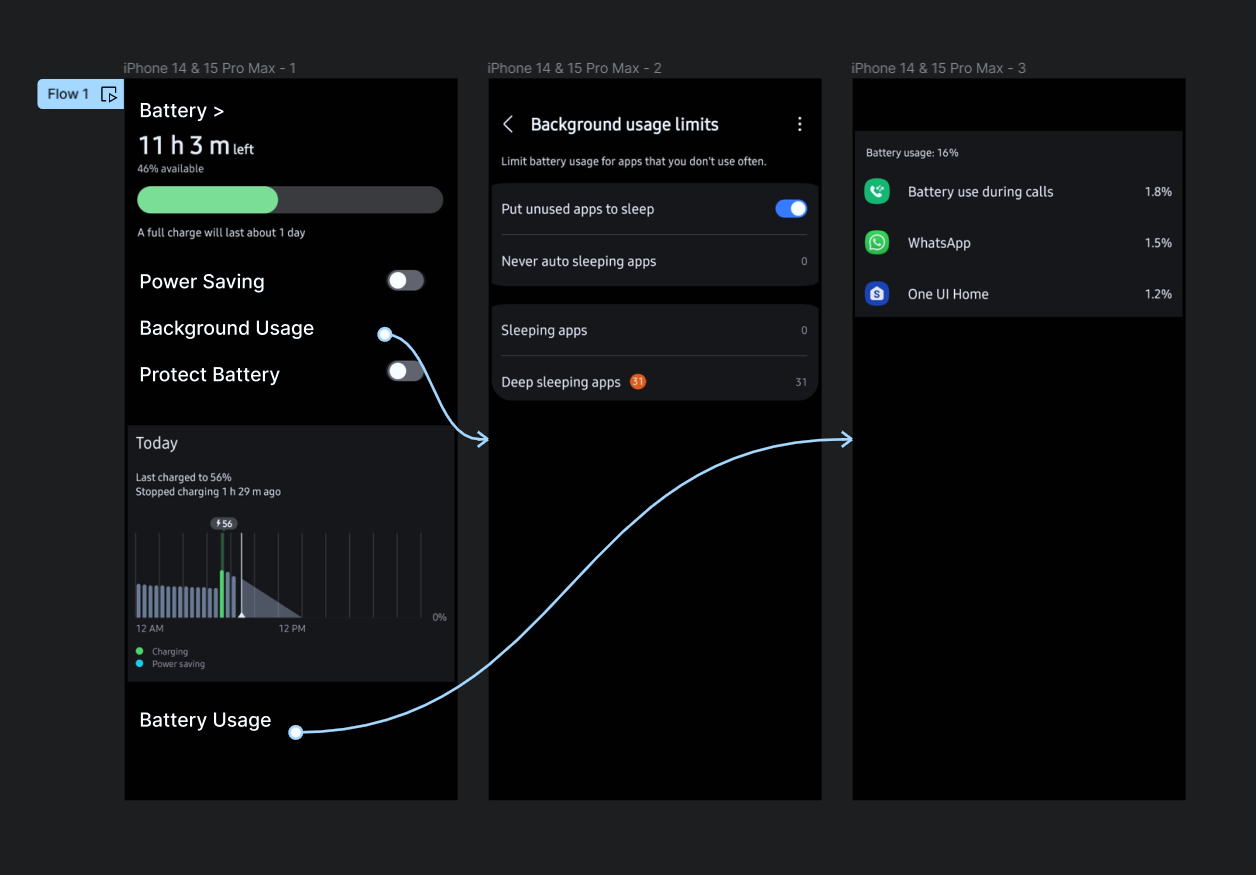 iPhone 14 & 15 Pro Max - 1
Flow 1
Battery >
11 h 3 m left
46% available
A full charge will last about 1 day
Power Saving
Background Usage
Protect Battery
Today
Last charged to 56%
Stopped charging 1 h 29 m ago
56
0%
12 AM 12 PM
Charging
Power saving
Battery Usage
iPhone 14 & 15 Pro Max - 2
Background usage limits
Limit battery usage for apps that you don't use often.
Put unused apps to sleep
Never auto sleeping apps 0
Sleeping apps 0
Deep sleeping apps 31 31
iPhone 14 & 15 Pro Max - 3
Battery usage: 16%
Battery use during calls 1.8%
WhatsApp 1.5%
S
One UI Home 1.2%